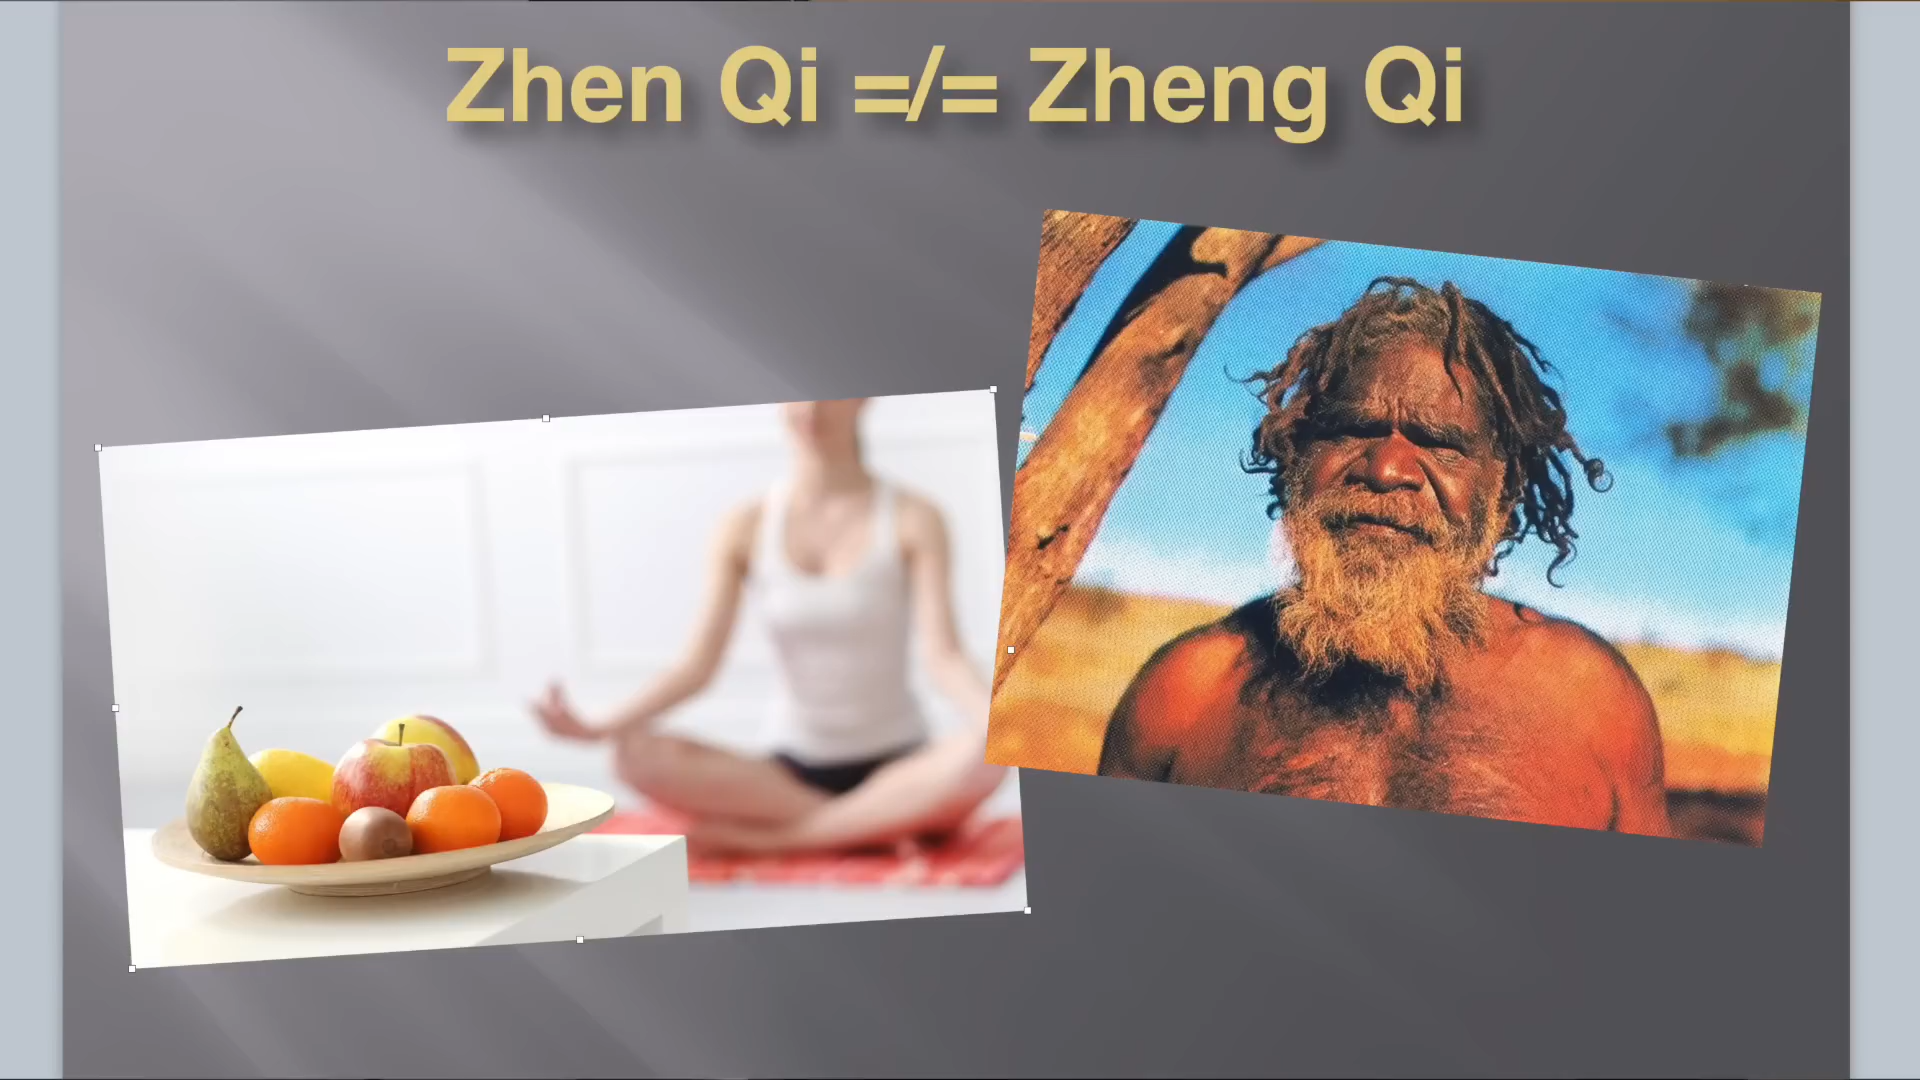 Zhen Qi =/= Zheng Qi